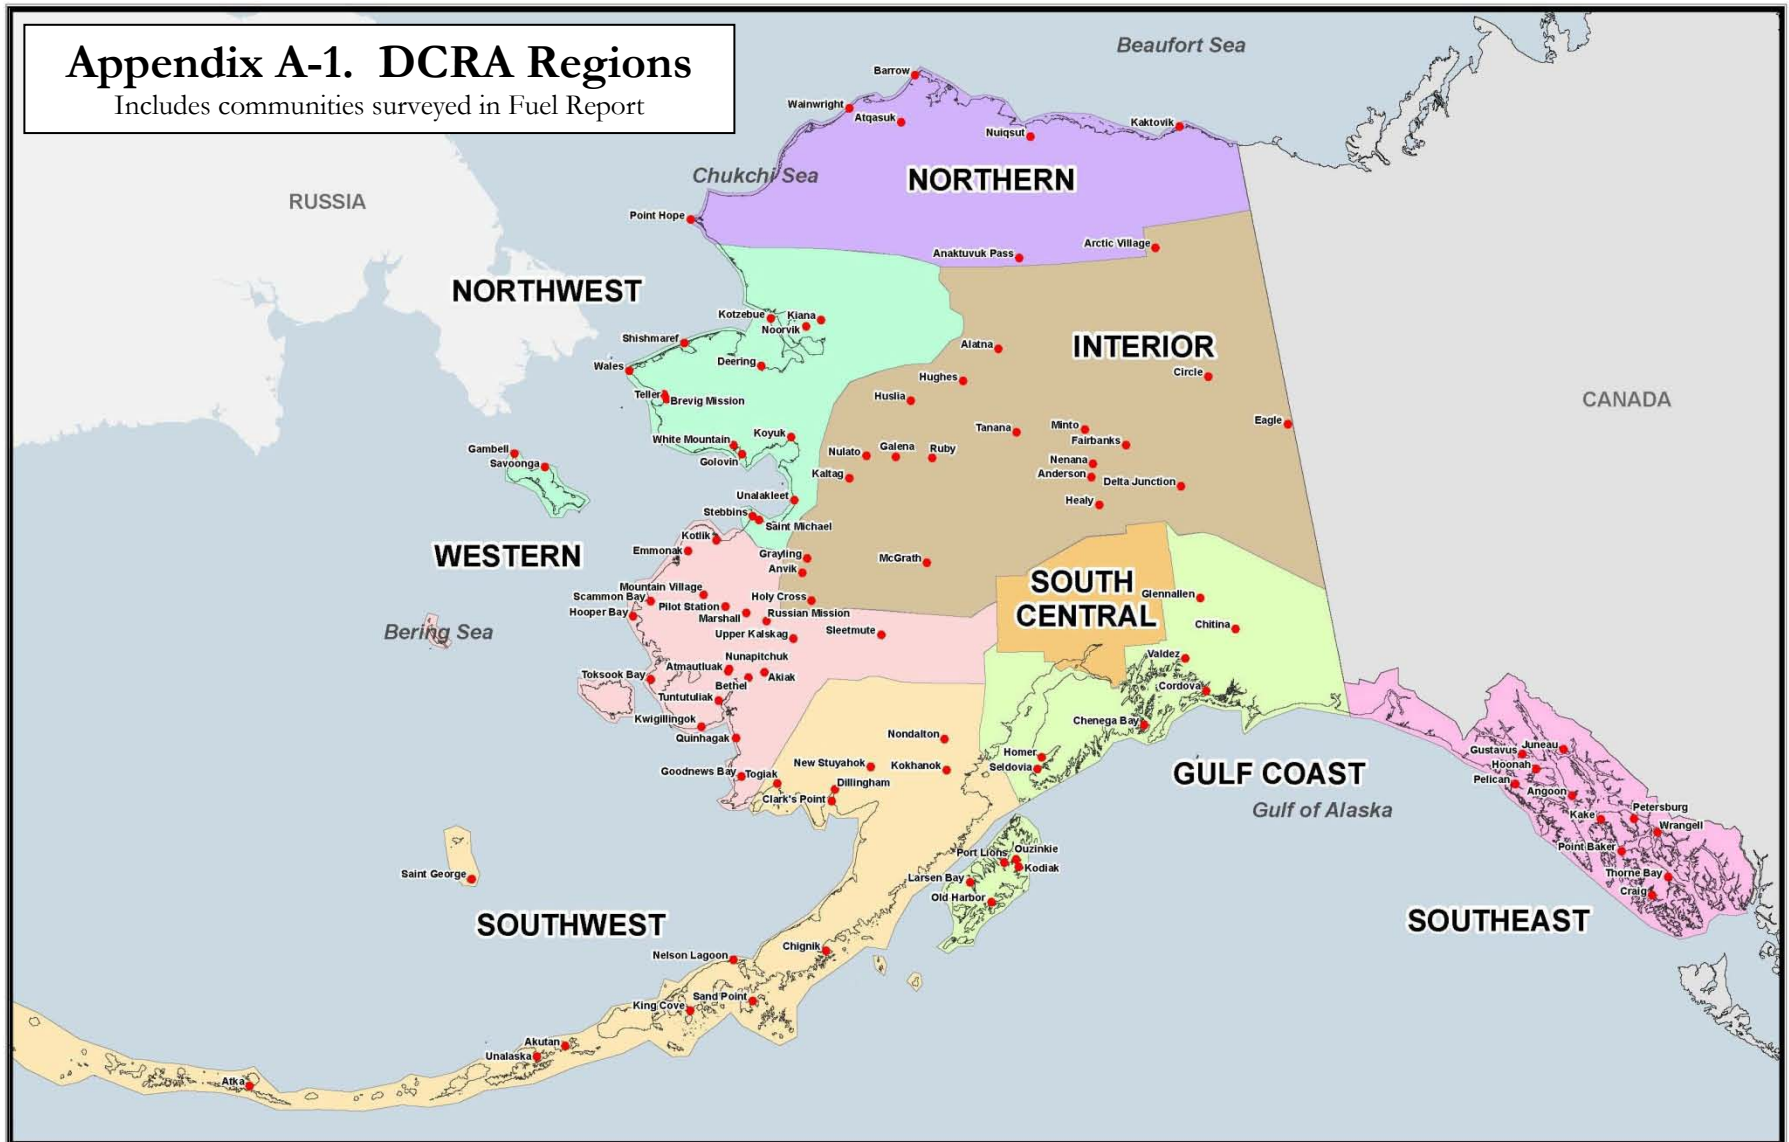 Appendix A-1. DCRA Regions
Includes communities surveyed in Fuel Report
Beaufort Sea
Barrow
Wainwright
Atqasuk
Nuiqsut
Kaktovik
Chukchi Sea
NORTHERN
RUSSIA
Point Hope
Anaktuvuk Pass
Arctic Village
NORTHWEST
Kotzebue
Kiana
Noorvik
Shishmaref
Deering
Wales
Teller
Brevig Mission
White Mountain
Koyuk
Golovin
Gambell
Savoonga
Unalakleet
Stebbins
Saint Michael
INTERIOR
Alatna
Circle
Hughes
Huslia
Eagle
CANADA
Tanana
Minto
Fairbanks
Nulato
Galena
Ruby
Nenana
Kaltag
Anderson
Delta Junction
Healy
Grayling
Anvik
McGrath
Holy Cross
WESTERN
Kotlik
Emmonak
Mountain Village
Scammon Bay
Pilot Station
Hooper Bay
Marshall
Russian Mission
Upper Kalskag
Sleetmute
Bering Sea
Nunapitchuk
Atmautluak
Toksook Bay
Akiak
Bethel
Tuntutuliak
Kwigillingok
Quinhagak
Goodnews Bay
SOUTH
CENTRAL
Glennallen
Chitina
Valdez
Cordova
Chenega Bay
Homer
Seldovia
GULF COAST
Gulf of Alaska
Port Lions
Ouzinkie
Kodiak
Larsen Bay
Old Harbor
Togiak
Nondalton
New Stuyahok
Kokhanok
Dillingham
Clark's Point
Saint George
SOUTHWEST
Chignik
Nelson Lagoon
Sand Point
King Cove
Akutan
Unalaska
Atka
Gustavus
Juneau
Hoonah
Pelican
Angoon
Kake
Petersburg
Wrangell
Point Baker
Thorne Bay
Craig
SOUTHEAST